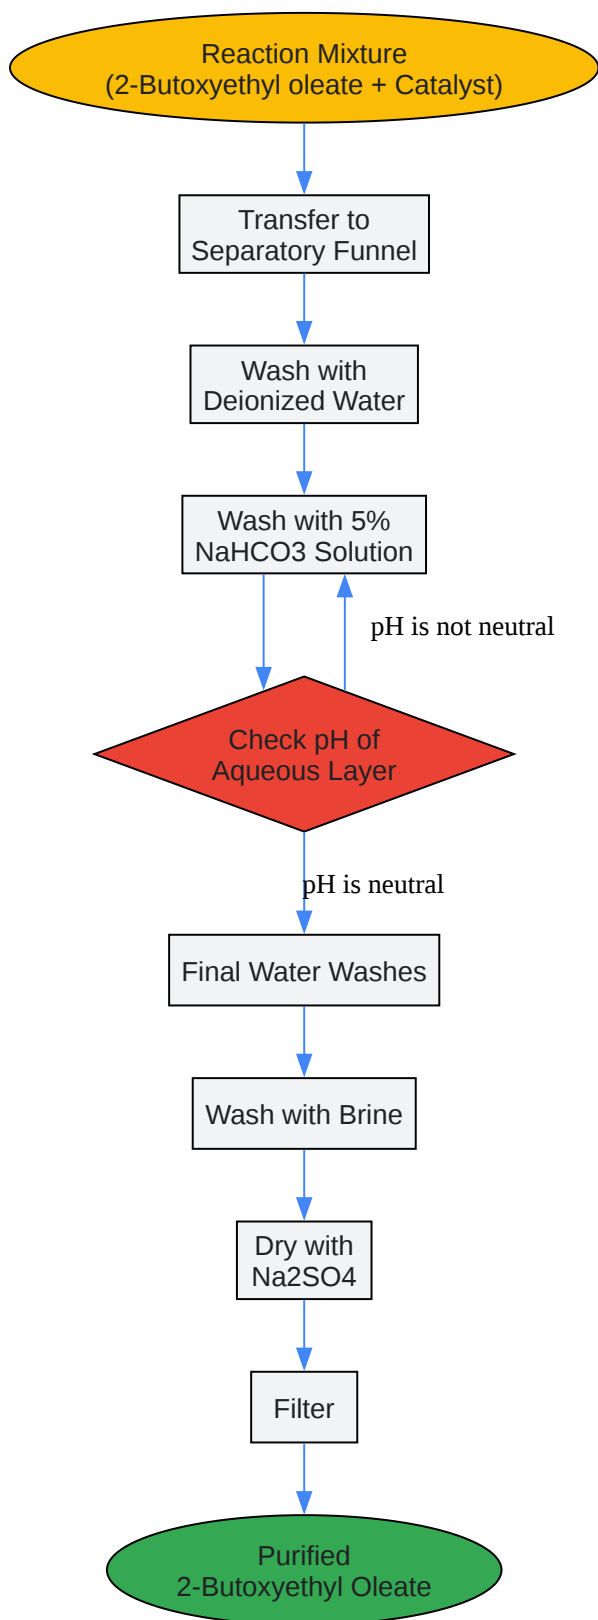 Reaction Mixture
(2-Butoxyethyl oleate + Catalyst)
Transfer to
Separatory Funnel
Wash with
Deionized Water
Wash with 5%
NaHCO3 Solution
pH is not neutral
Check pH of
Aqueous Layer
pH is neutral
Final Water Washes
Wash with Brine
Dry with
Na2SO4
Filter
Purified
2-Butoxyethyl Oleate